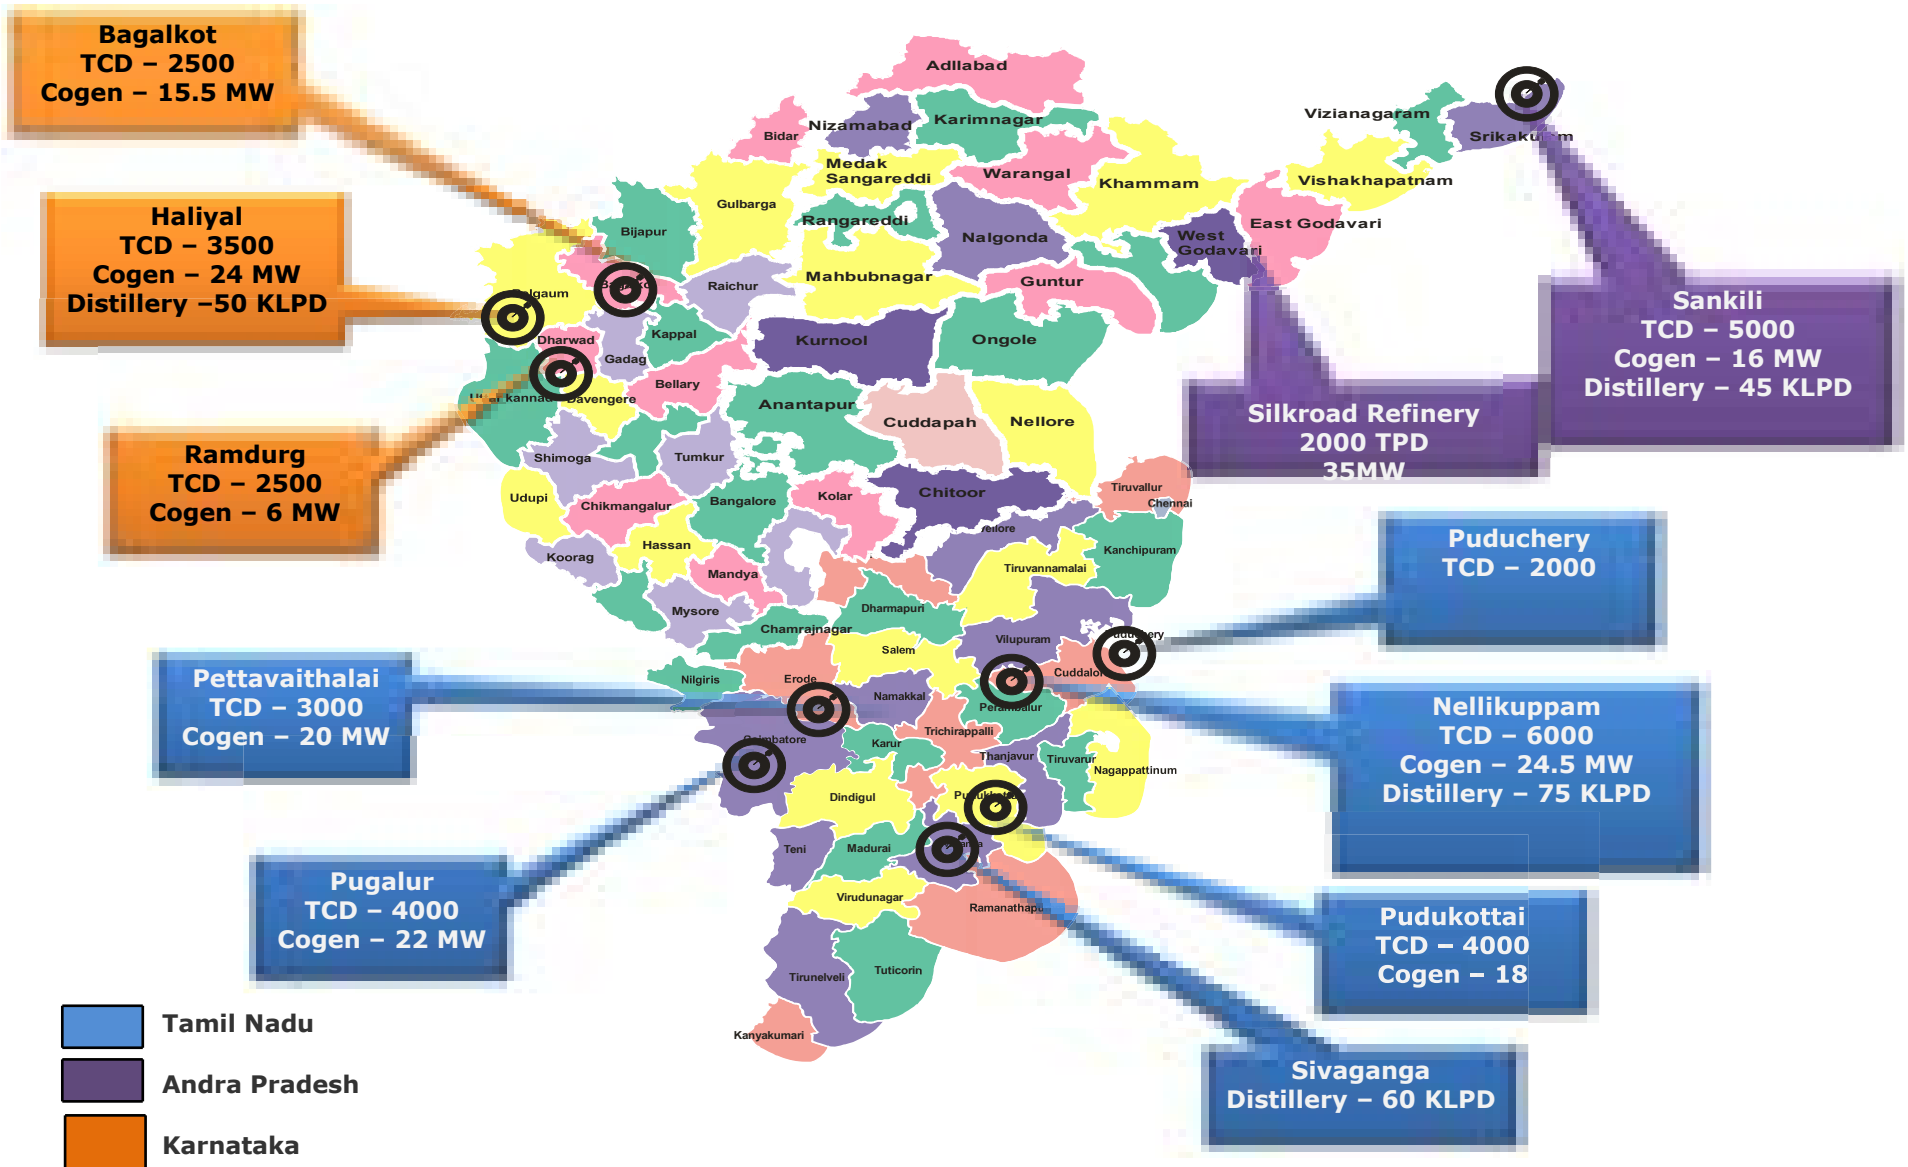 Bagalkot
TCD – 2500
Cogen – 15.5 MW
Haliyal
TCD – 3500
Cogen – 24 MW
Distillery –50 KLPD
Ramdurg
TCD – 2500
Cogen – 6 MW
Pettavaithalai
TCD – 3000
Cogen – 20 MW
Pugalur
TCD – 4000
Cogen – 22 MW
Tamil Nadu
Andra Pradesh
Karnataka
Sankili
TCD – 5000
Cogen – 16 MW
Distillery – 45 KLPD
Silkroad Refinery
2000 TPD
35MW
Puduchery
TCD – 2000
Nellikuppam
TCD – 6000
Cogen – 24.5 MW
Distillery – 75 KLPD
Pudukottai
TCD – 4000
Cogen – 18
Sivaganga
Distillery – 60 KLPD
Adllabad
Nizamabad
Karimnagar
Bidar
Medak
Sangareddi
Warangal
Khammam
Vizianagaram
Vishakhapatnam
East Godavari
West
Godavari
Gulbarga
Rangareddi
Nalgonda
Bijapur
Mahbubnagar
Guntur
Raichur
Kappal
Dharwad
Gadag
Kurnool
Ongole
Bellary
Davengere
Anantapur
Cuddapah
Nellore
Shimoga
Tumkur
Udupi
Chikmangalur
Bangalore
Kolar
Chitoor
Tiruvallur
Chennai
Hassan
Koorag
Mandya
Mysore
Chamrajnagar
Kanchipuram
Tiruvannamalai
Dharmapuri
Vilupuram
Salem
Nilgiris
Erode
Namakkal
Trichirappalli
Karur
Thanjavur
Tiruvarur
Nagappattinum
Dindigul
Teni
Madurai
Virudunagar
Tirunelveli
Tuticorin
Kanyakumari